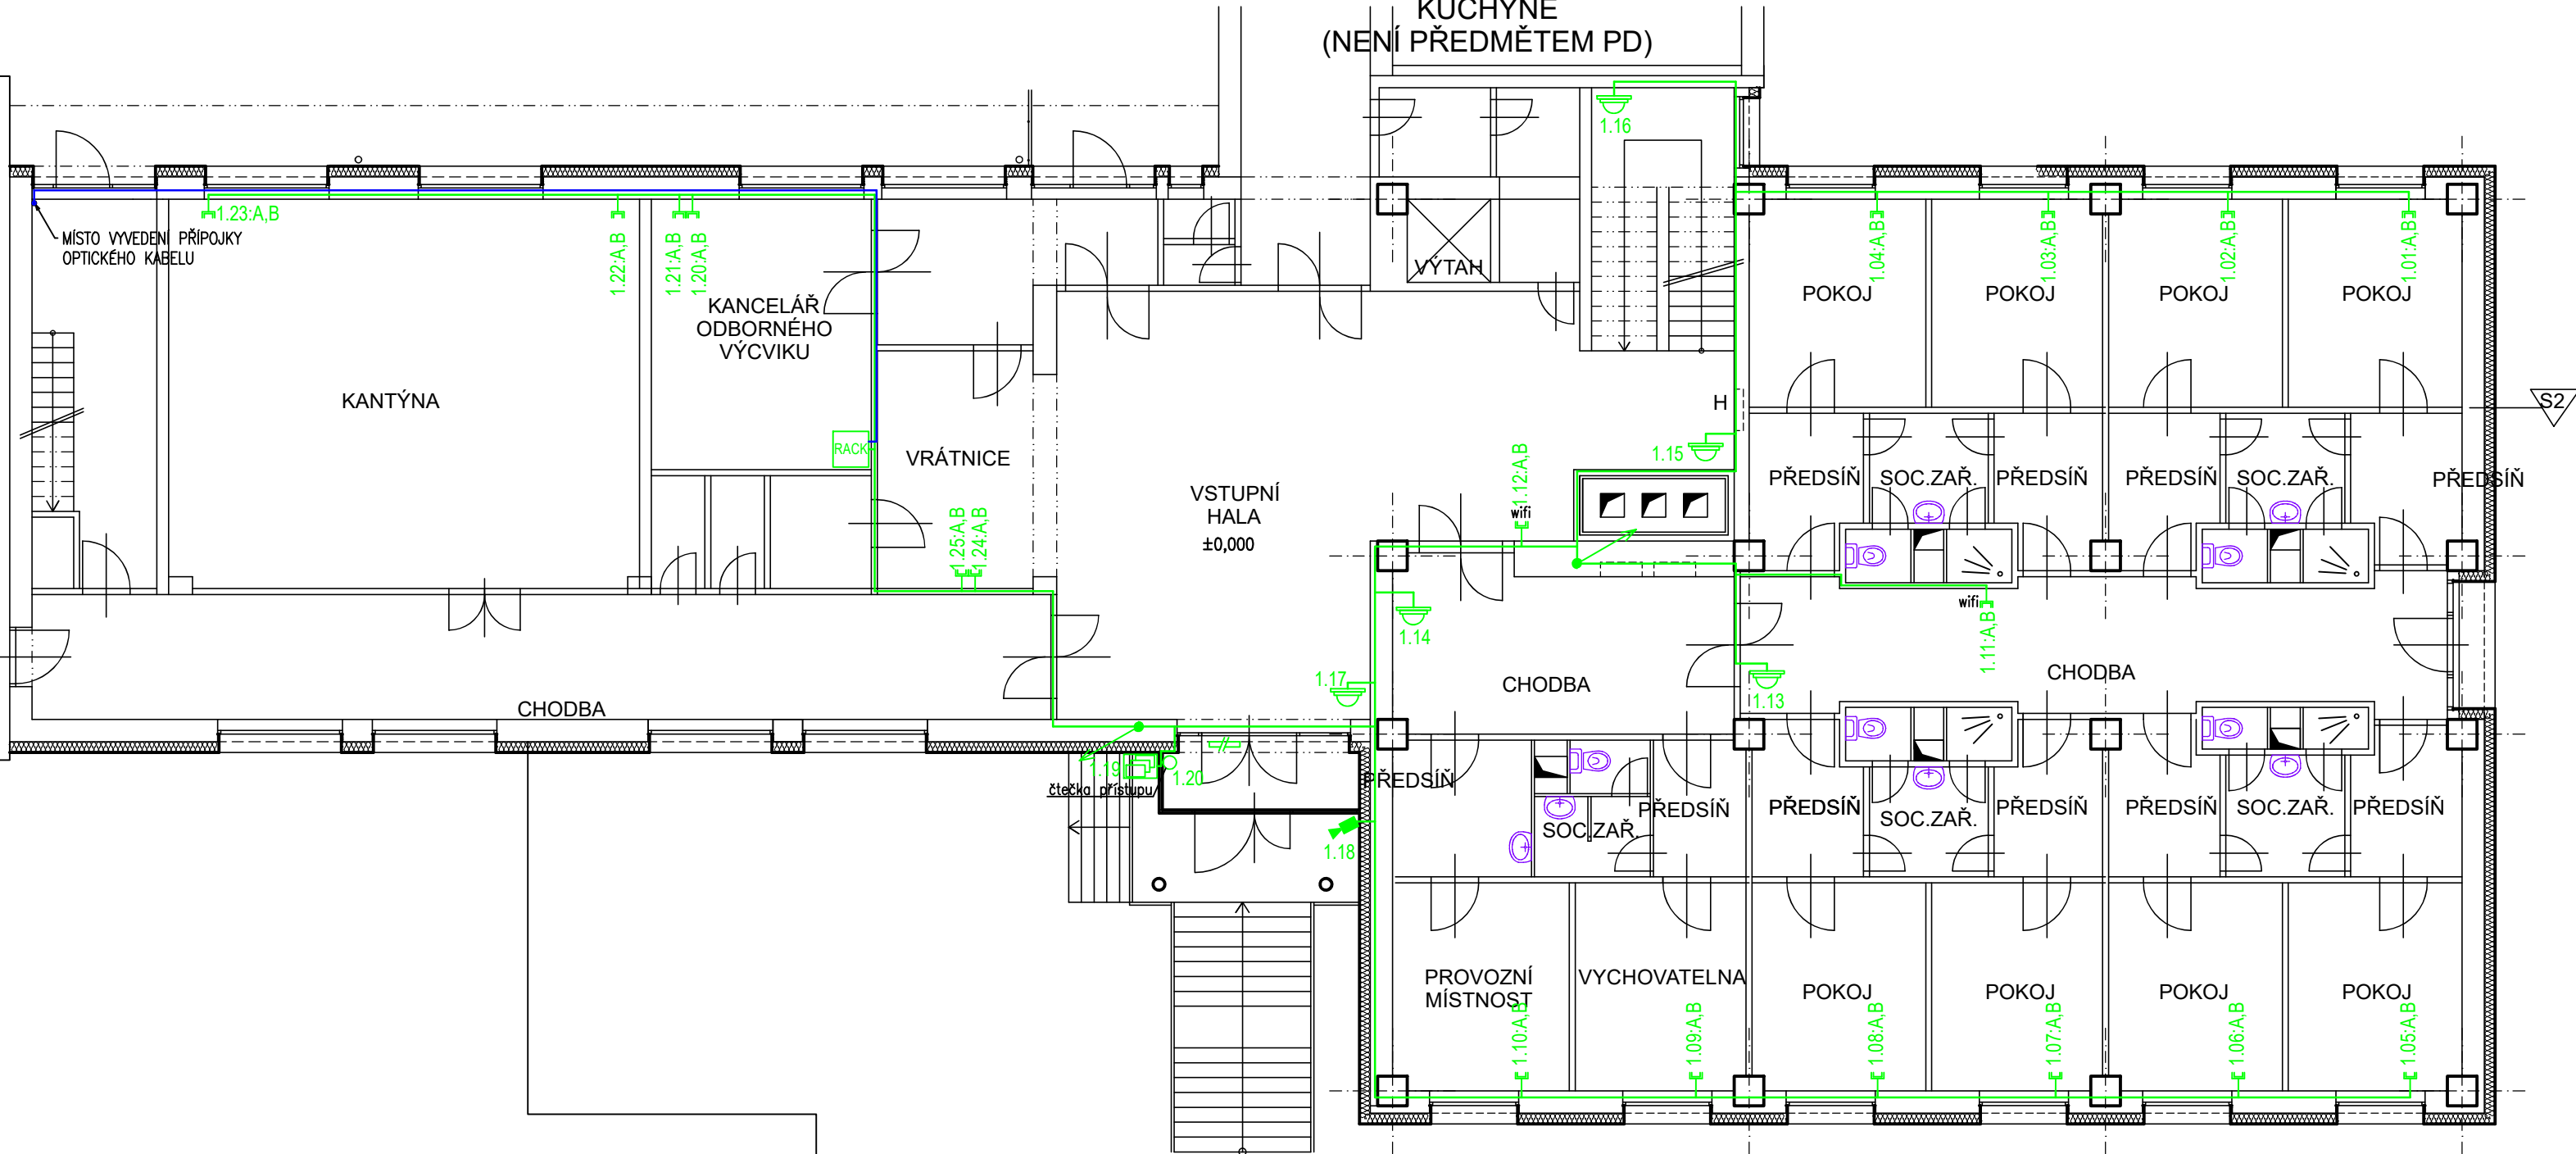 KUCHYNĚ
(NENÍ PŘEDMĚTEM PD)
1.16
1.23:A,B
MÍSTO VYVEDENÍ PŘÍPOJKY
OPTICKÉHO KABELU
1.22:A,B
1.21:A,B
1.20:A,B
1.04:A,B
1.03:A,B
1.02:A,B
1.01:A,B
VÝTAH
POKOJ
POKOJ
POKOJ
POKOJ
KANCELÁŘ
ODBORNÉHO
VÝCVIKU
KANTÝNA
H
S2
RACK
VRÁTNICE
1.15
1.12:A,B
wifi
PŘEDSÍŇ
SOC.ZAŘ.
PŘEDSÍŇ
PŘEDSÍŇ
SOC.ZAŘ.
PŘEDSÍŇ
VSTUPNÍ
HALA
±0,000
1.25:A,B
1.24:A,B
wifi
1.11:A,B
1.14
1.17
CHODBA
1.13
CHODBA
CHODBA
1.19
1.20
čtečka přístupu
PŘEDSÍŇ
PŘEDSÍŇ
SOC.ZAŘ.
PŘEDSÍŇ
SOC.ZAŘ.
PŘEDSÍŇ
PŘEDSÍŇ
SOC.ZAŘ.
PŘEDSÍŇ
1.18
PROVOZNÍ
MÍSTNOST
VYCHOVATELNA
POKOJ
POKOJ
POKOJ
POKOJ
1.10:A,B
1.09:A,B
1.08:A,B
1.07:A,B
1.06:A,B
1.05:A,B